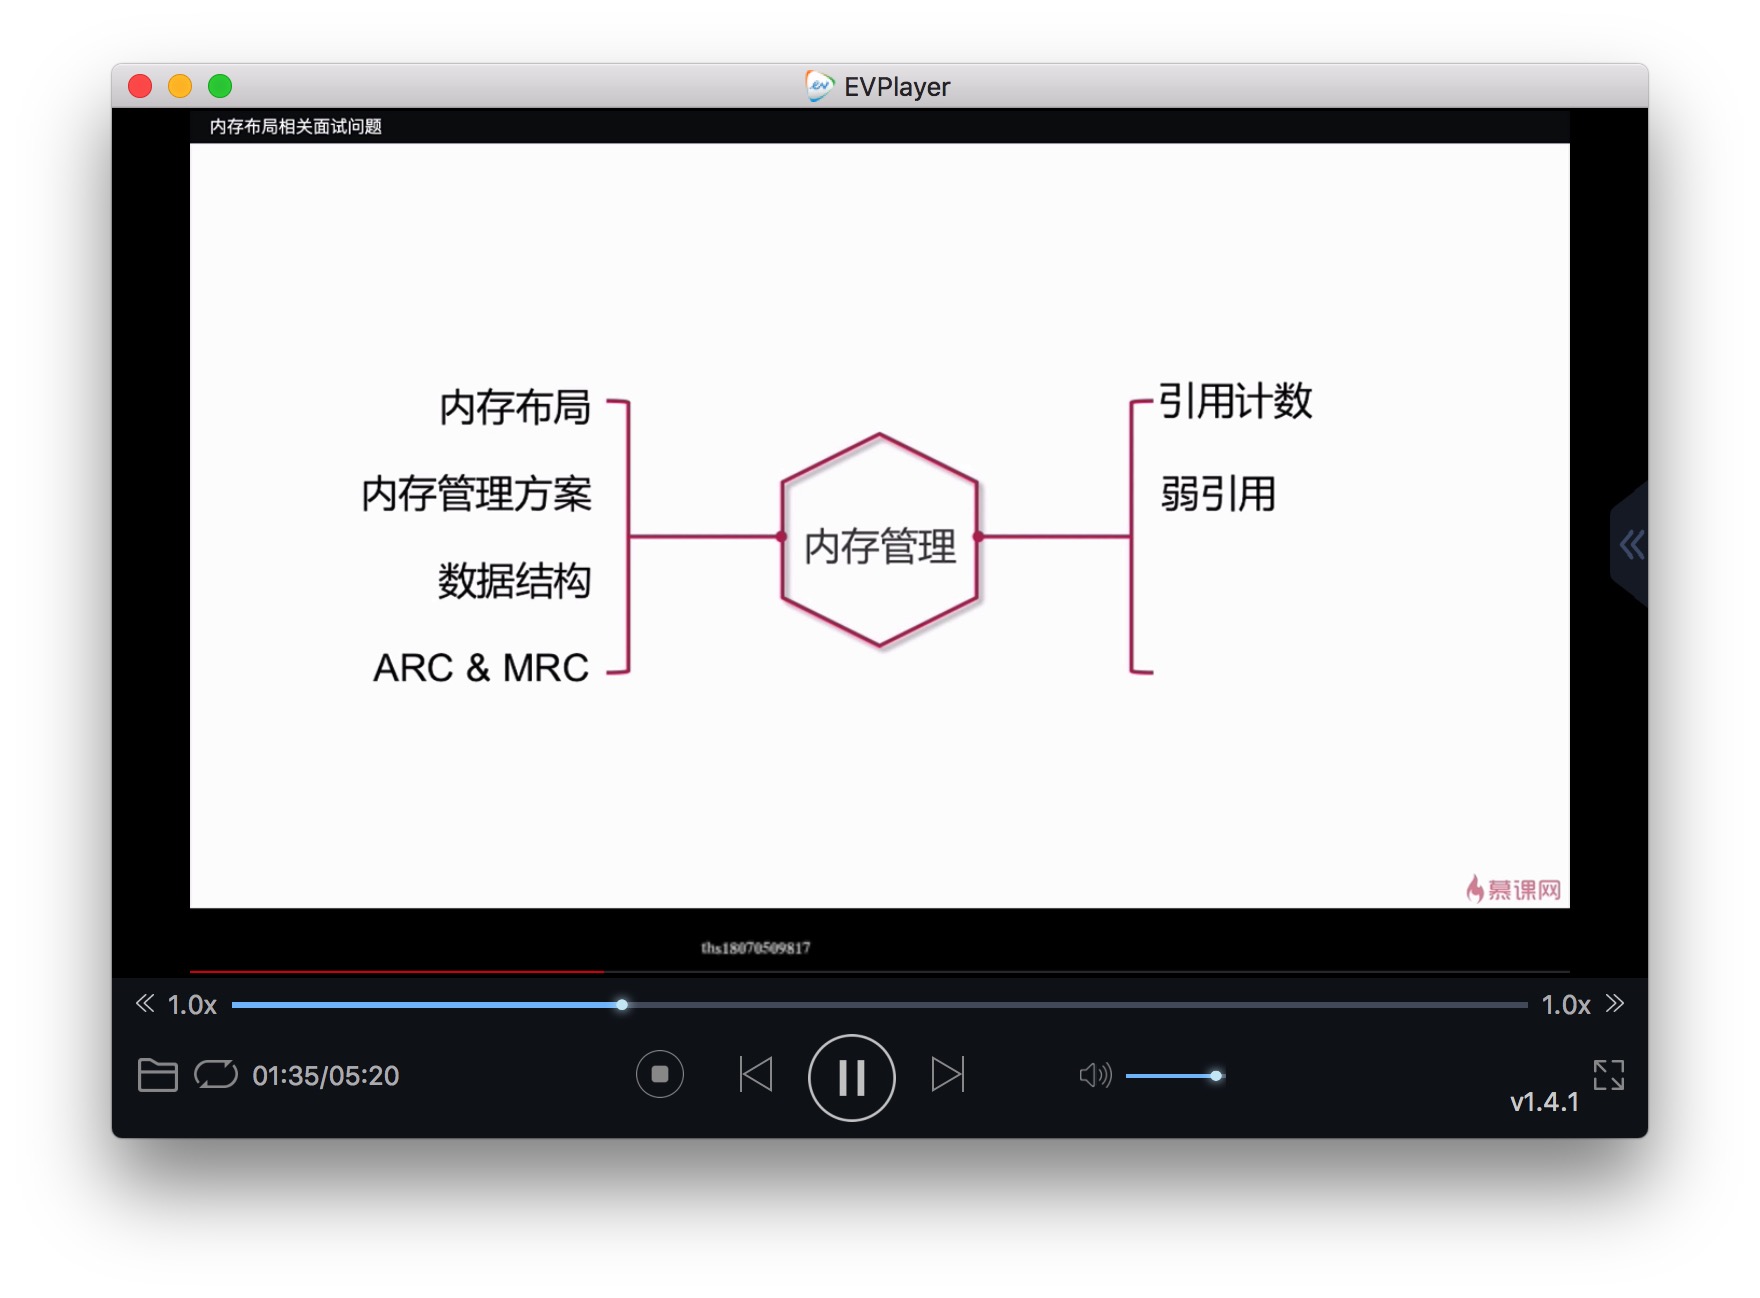 EVPlayer
内存布局相关面试问题
内存布局
内存管理方案
数据结构
ARC & MRC
内存管理
引用计数
弱引用
慕课网
ths18070509817
1.0x
1.0x
01:35/05:20
v1.4.1